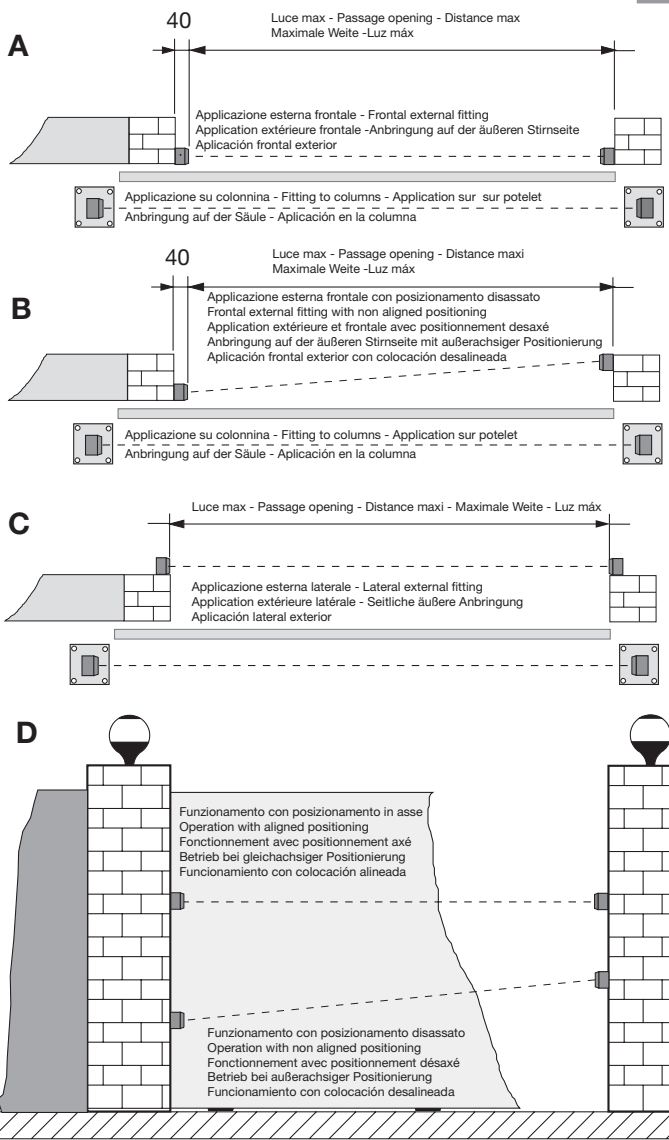 A
40
Luce max - Passage opening - Distance max
Maximale Weite -Luz máx
Applicazione esterna frontale - Frontal external fitting
Application extérieure frontale -Anbringung auf der äußeren Stirnseite
Aplicación frontal exterior
Applicazione su colonnina - Fitting to columns - Application sur sur potelet
Anbringung auf der Säule - Aplicación en la columna
B
40
Luce max - Passage opening - Distance maxi
Maximale Weite -Luz máx
Applicazione esterna frontale con posizionamento disassato
Frontal external fitting with non aligned positioning
Application extérieure et frontale avec positionnement desaxé
Anbringung auf der äußeren Stirnseite mit außerachsiger Positionierung
Aplicación frontal exterior con colocación desalineada
Applicazione su colonnina - Fitting to columns - Application sur potelet
Anbringung auf der Säule - Aplicación en la columna
C
Luce max - Passage opening - Distance maxi - Maximale Weite - Luz máx
Applicazione esterna laterale - Lateral external fitting
Application extérieure latérale - Seitliche äußere Anbringung
Aplicación lateral exterior
D
Funzionamento con posizionamento in asse
Operation with aligned positioning
Fonctionnement avec positionnement axé
Betrieb bei gleichachsiger Positionierung
Funcionamiento con colocación alineada
Funzionamento con posizionamento disassato
Operation with non aligned positioning
Fonctionnement avec positionnement désaxé
Betrieb bei außerachsiger Positionierung
Funcionamiento con colocación desalineada